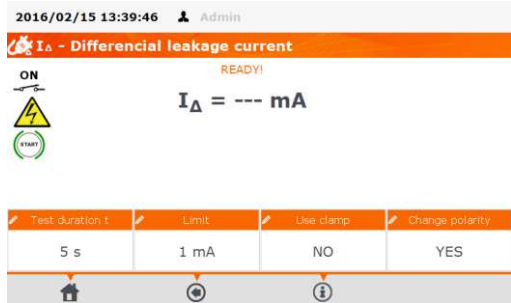 2016/02/15 13:39:46 Admin
IΔ - Differencial leakage current
READY!
ON
IΔ = --- mA
START
Test duration t Limit Use clamp Change polarity
5 s 1 mA NO YES